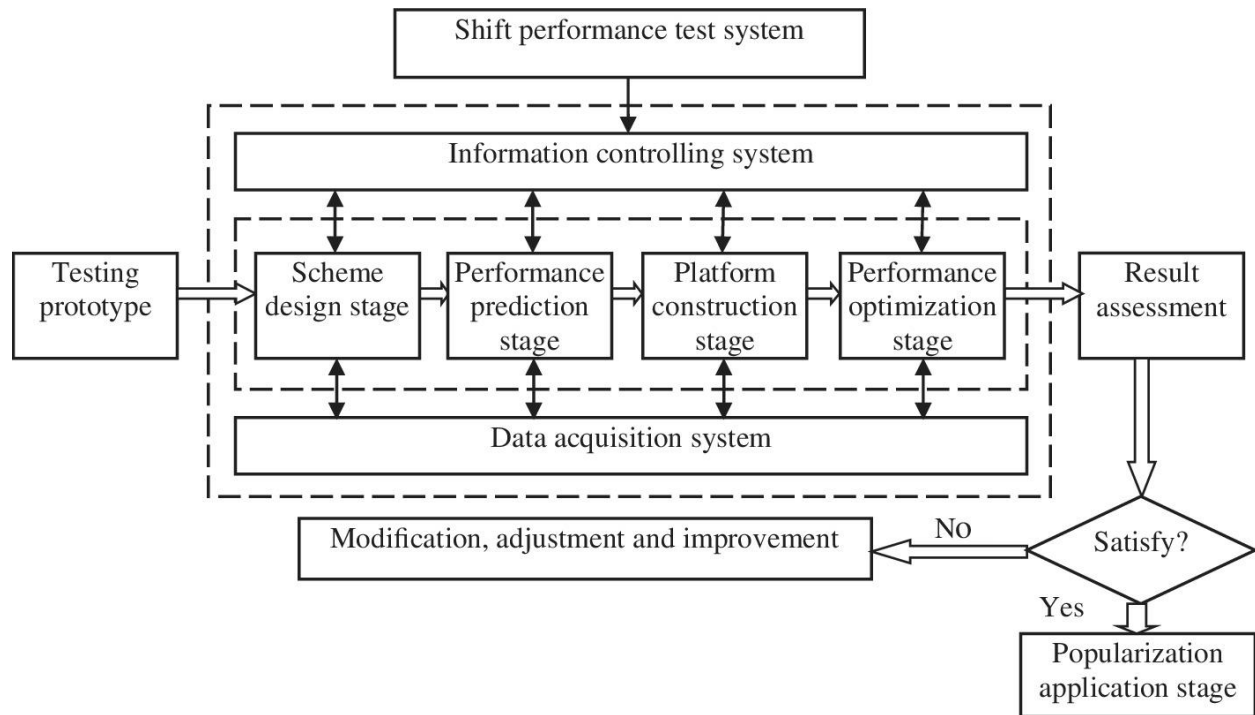 Shift performance test system
Information controlling system
Testing
prototype
Scheme
design stage
Performance
prediction
stage
Platform
construction
stage
Performance
optimization
stage
Result
assessment
Data acquisition system
Modification, adjustment and improvement
No
Satisfy?
Yes
Popularization
application stage